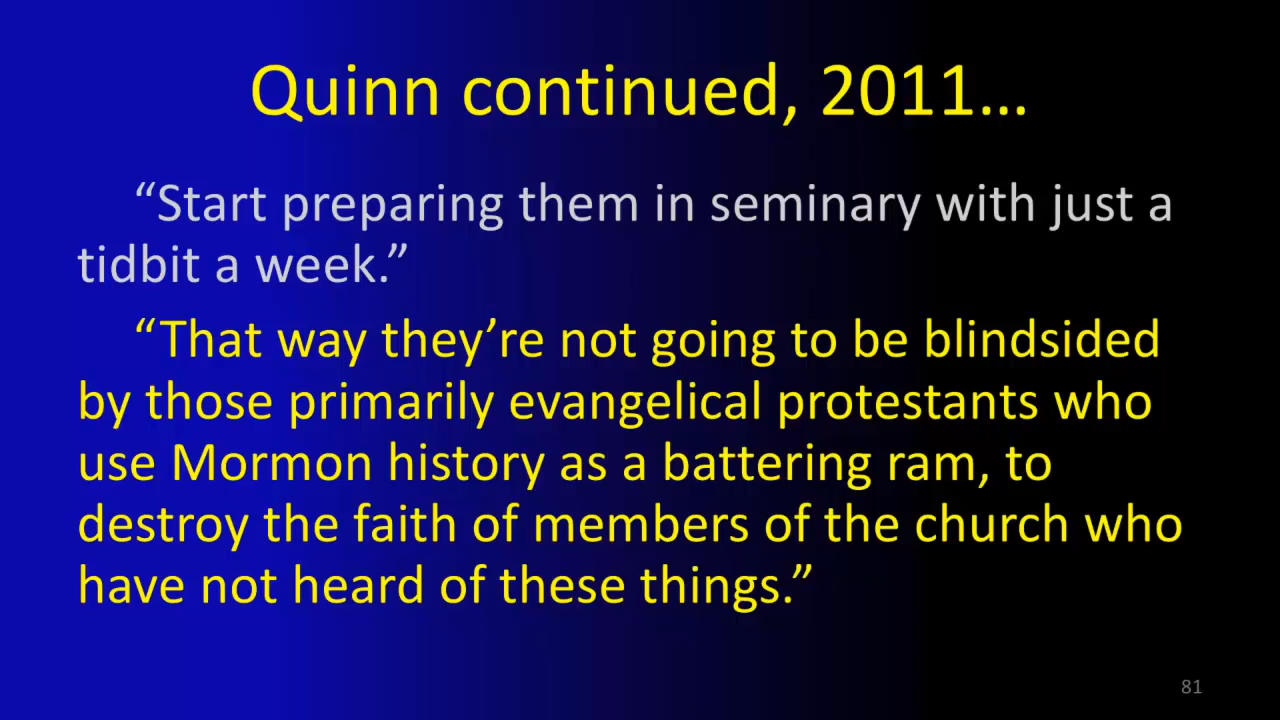 Quinn continued, 2011…
“Start preparing them in seminary with just a
tidbit a week.”
“That way they’re not going to be blindsided
by those primarily evangelical protestants who
use Mormon history as a battering ram, to
destroy the faith of members of the church who
have not heard of these things.”
81